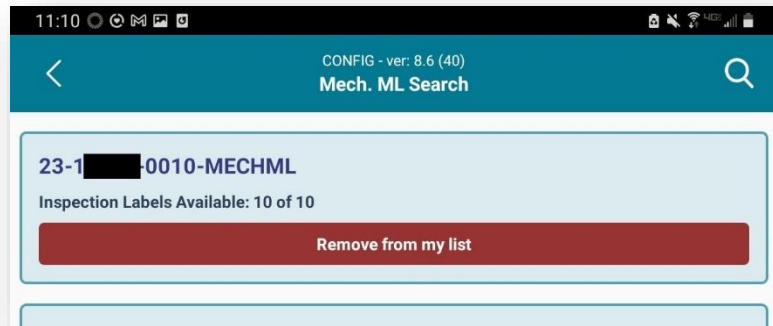 11:10
4GE
CONFIG - ver: 8.6 (40)
Mech. ML Search
23-1 -0010-MECHML
Inspection Labels Available: 10 of 10
Remove from my list